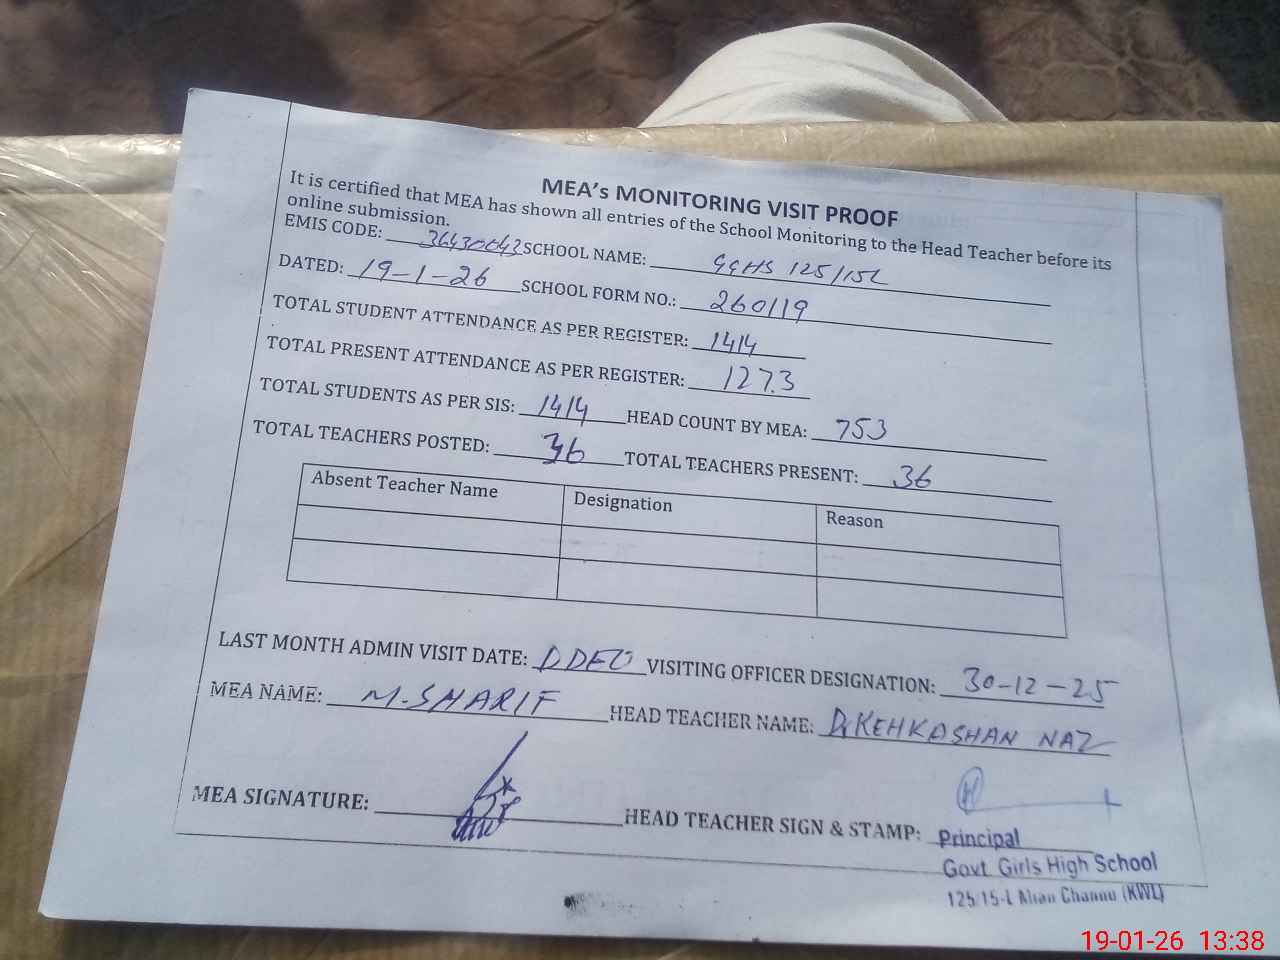 MEA's MONITORING VISIT PROOF
It is certified that MEA has shown all entries of the School Monitoring to the Head Teacher before its
online submission.
EMIS CODE: 36430043 SCHOOL NAME: GGHS 125/15L
DATED: 19-1-26 SCHOOL FORM NO.: 260119
TOTAL STUDENT ATTENDANCE AS PER REGISTER: 1414
TOTAL PRESENT ATTENDANCE AS PER REGISTER: 1273
TOTAL STUDENTS AS PER SIS: 1414 HEAD COUNT BY MEA: 753
TOTAL TEACHERS POSTED: 36 TOTAL TEACHERS PRESENT: 36
Absent Teacher Name Designation Reason
LAST MONTH ADMIN VISIT DATE: DDEO VISITING OFFICER DESIGNATION: 30-12-25
MEA NAME: M.SHARIF HEAD TEACHER NAME: Dr KEHKASHAN NAZ
MEA SIGNATURE: HEAD TEACHER SIGN & STAMP: Principal
Govt. Girls High School
125/15-L Mian Channu (KWL)
19-01-26 13:38